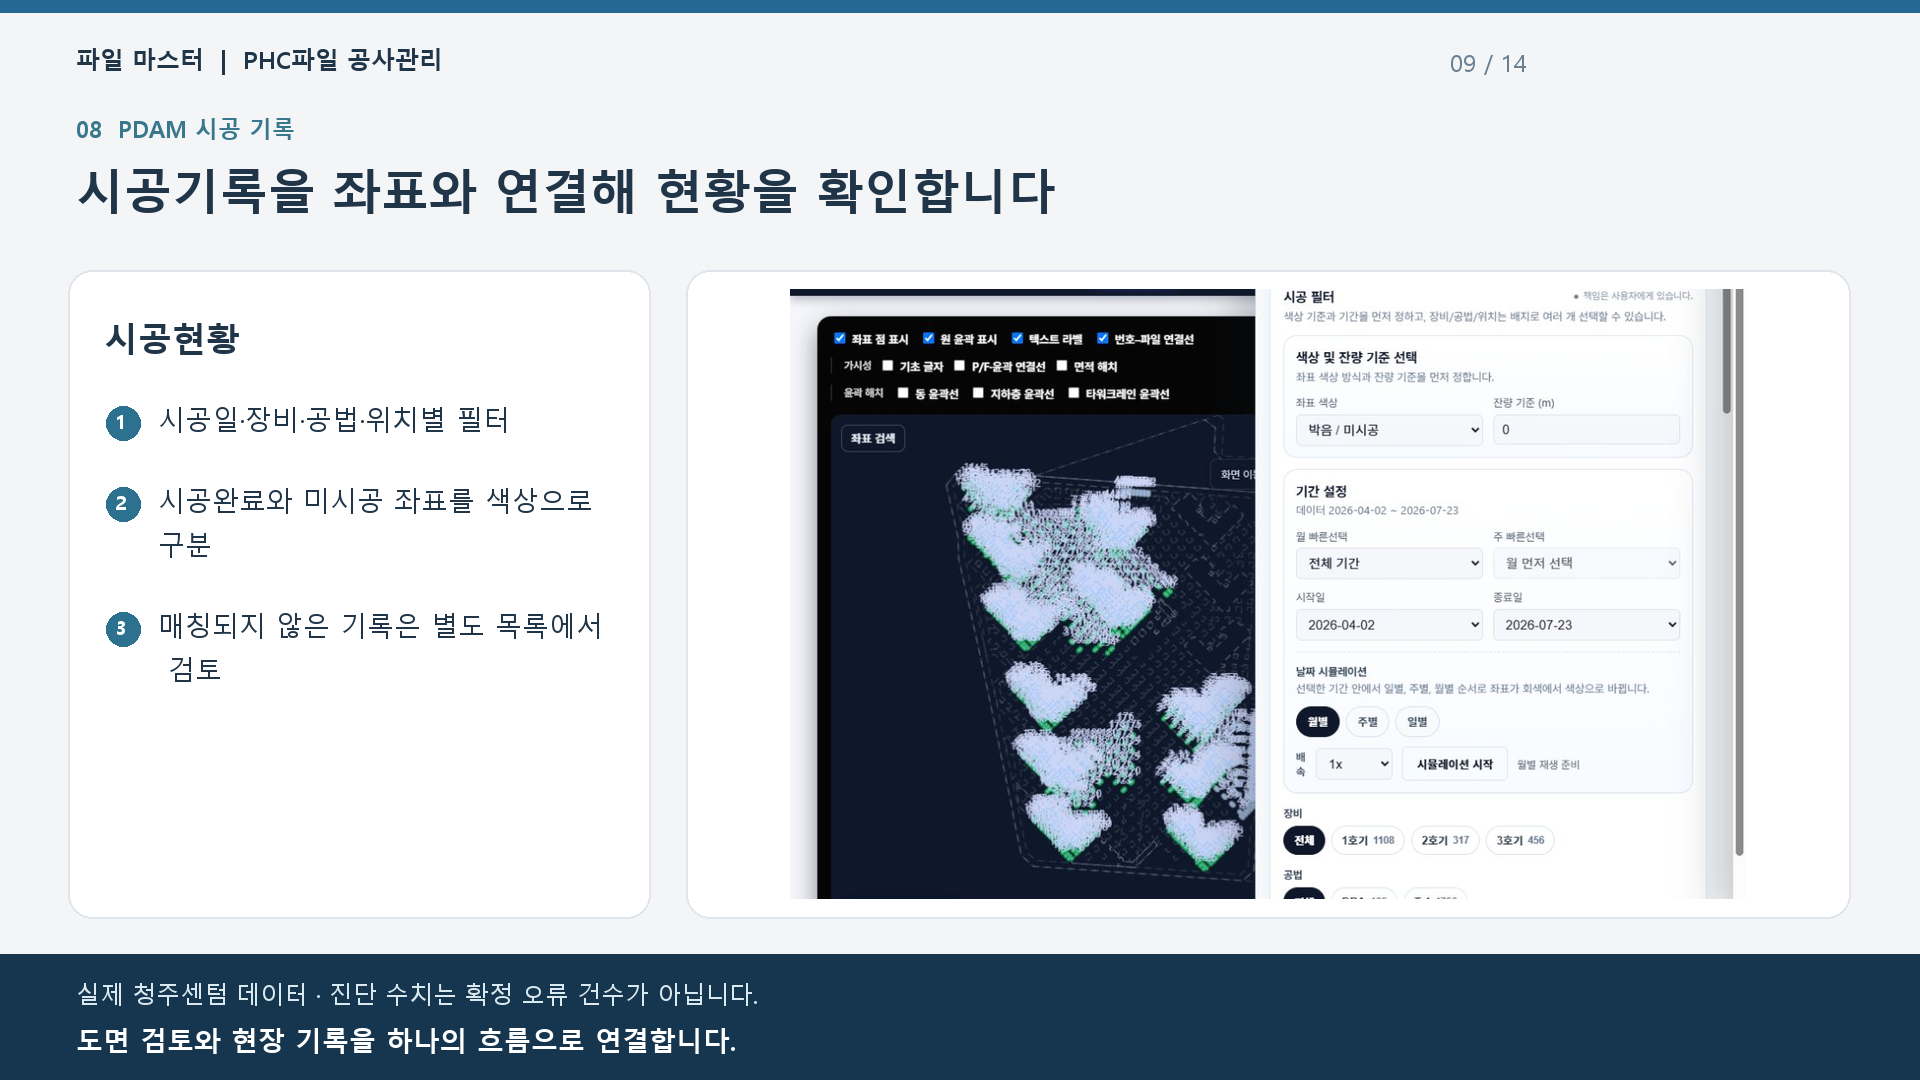 파일 마스터 | PHC파일 공사관리
09 / 14
08 PDAM 시공 기록
시공기록을 좌표와 연결해 현황을 확인합니다
시공현황
1 시공일·장비·공법·위치별 필터
2 시공완료와 미시공 좌표를 색상으로
구분
3 매칭되지 않은 기록은 별도 목록에서
검토
좌표 점 표시 원 윤곽 표시 텍스트 라벨 번호–파일 연결선
가시성 기초 글자 P/F-윤곽 연결선 면적 해치
윤곽 해치 동 윤곽선 지하층 윤곽선 타워크레인 윤곽선
좌표 검색
시공 필터
책임은 사용자에게 있습니다.
색상 기준과 기간을 먼저 정하고, 장비/공법/위치는 배지로 여러 개 선택할 수 있습니다.
색상 및 잔량 기준 선택
좌표 색상 방식과 잔량 기준을 먼저 정합니다.
좌표 색상 잔량 기준 (m)
박음 / 미시공 0
기간 설정
데이터 2026-04-02 ~ 2026-07-23
월 빠른선택 주 빠른선택
전체 기간 월 먼저 선택
시작일 종료일
2026-04-02 2026-07-23
날짜 시뮬레이션
선택한 기간 안에서 일별, 주별, 월별 순서로 좌표가 회색에서 색상으로 바뀝니다.
월별 주별 일별
배속 1x 시뮬레이션 시작 월별 재생 준비
장비
전체 1호기 1108 2호기 317 3호기 456
공법
실제 청주센텀 데이터 · 진단 수치는 확정 오류 건수가 아닙니다.
도면 검토와 현장 기록을 하나의 흐름으로 연결합니다.